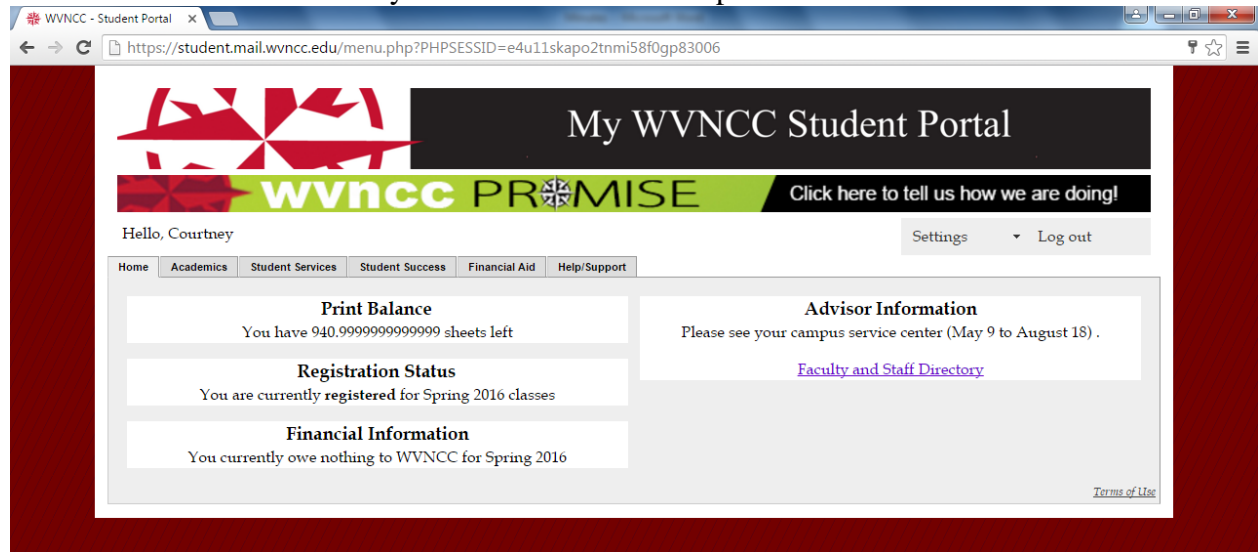 WVNCC - Student Portal
https://student.mail.wvncc.edu/menu.php?PHPSESSID=e4u11skapo2tnmi58f0gp83006
My WVNCC Student Portal
wvncc PROMISE Click here to tell us how we are doing!
Hello, Courtney
Settings Log out
Home Academics Student Services Student Success Financial Aid Help/Support
Print Balance
You have 940.9999999999999 sheets left
Registration Status
You are currently registered for Spring 2016 classes
Financial Information
You currently owe nothing to WVNCC for Spring 2016
Advisor Information
Please see your campus service center (May 9 to August 18) .
Faculty and Staff Directory
Terms of Use